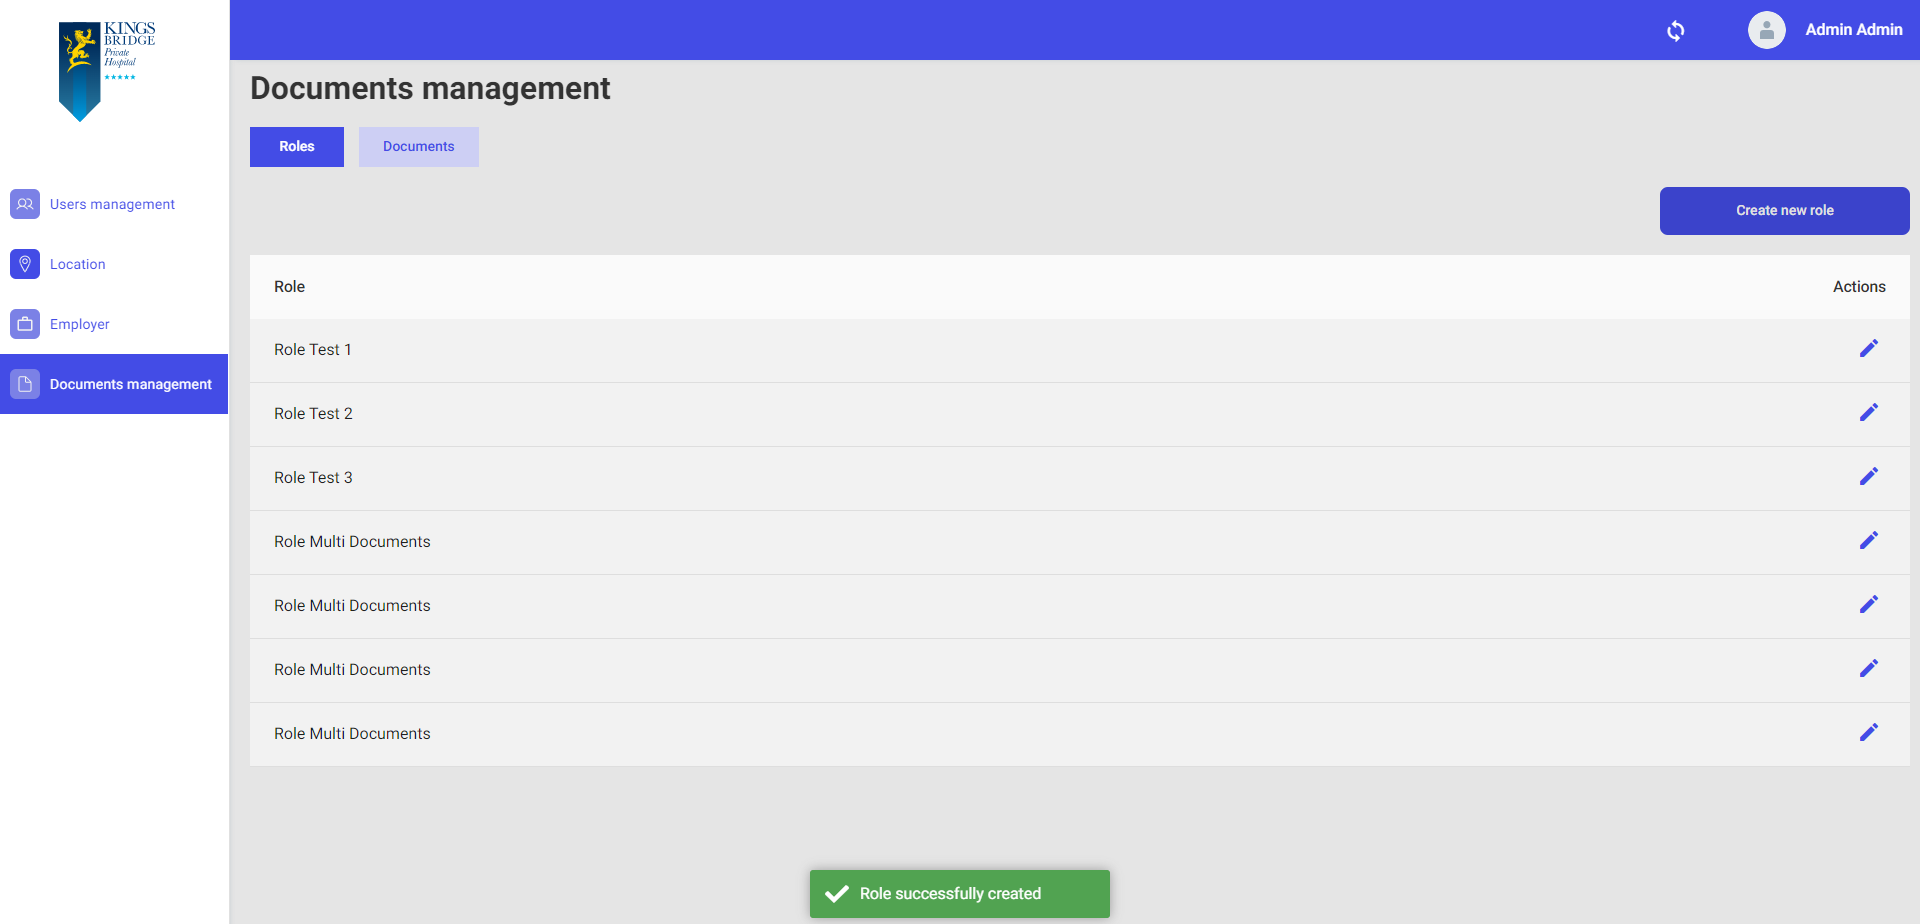 KINGS
BRIDGE
Private
Hospital
Admin Admin
Documents management
Roles
Documents
Users management
Create new role
Location
Role
Actions
Employer
Role Test 1
Documents management
Role Test 2
Role Test 3
Role Multi Documents
Role Multi Documents
Role Multi Documents
Role Multi Documents
Role successfully created